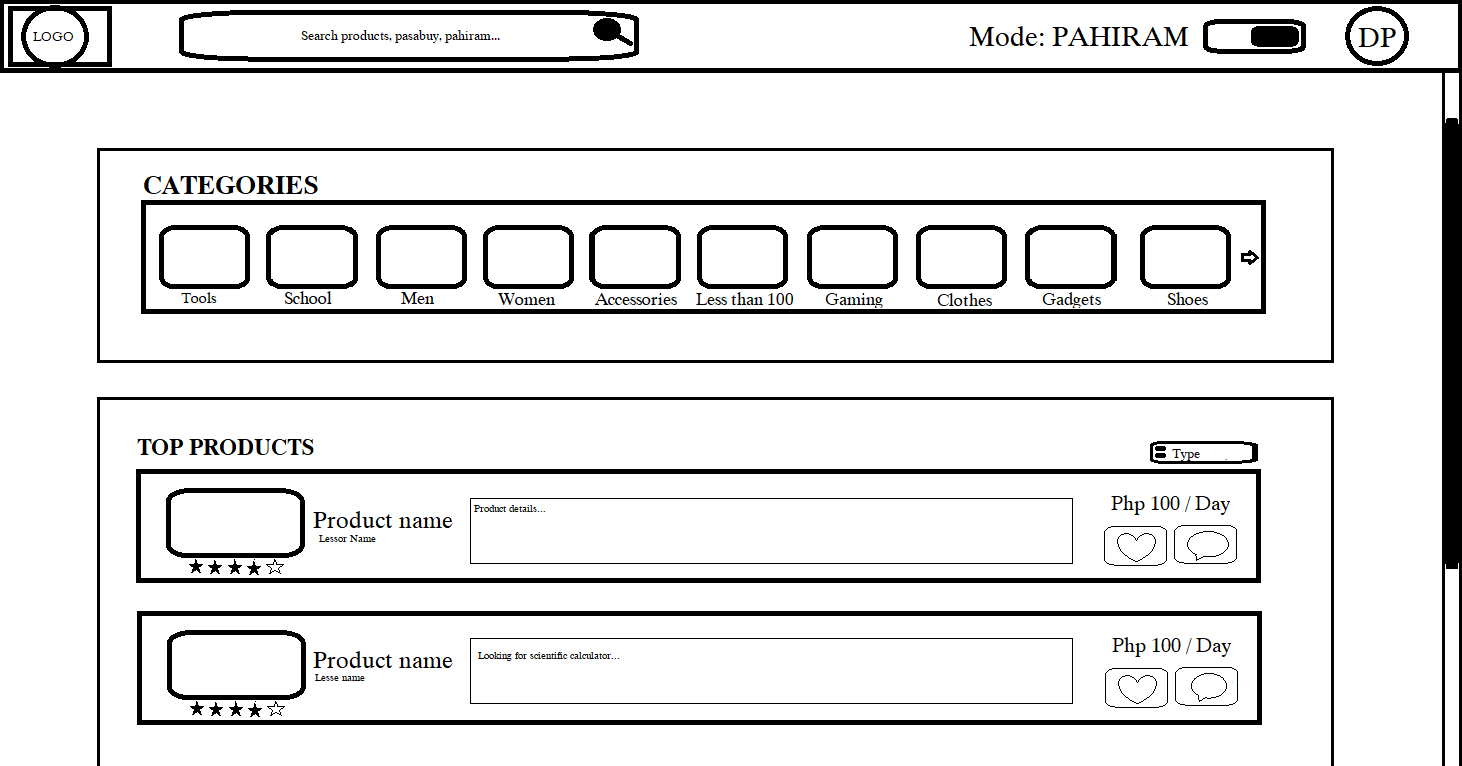 LOGO
Search products, pasabuy, pahiram...
Mode: PAHIRAM
DP
CATEGORIES
Tools
School
Men
Women
Accessories
Less than 100
Gaming
Clothes
Gadgets
Shoes
TOP PRODUCTS
Type
Product name
Lessor Name
Product details...
Php 100 / Day
Product name
Lesse name
Looking for scientific calculator...
Php 100 / Day